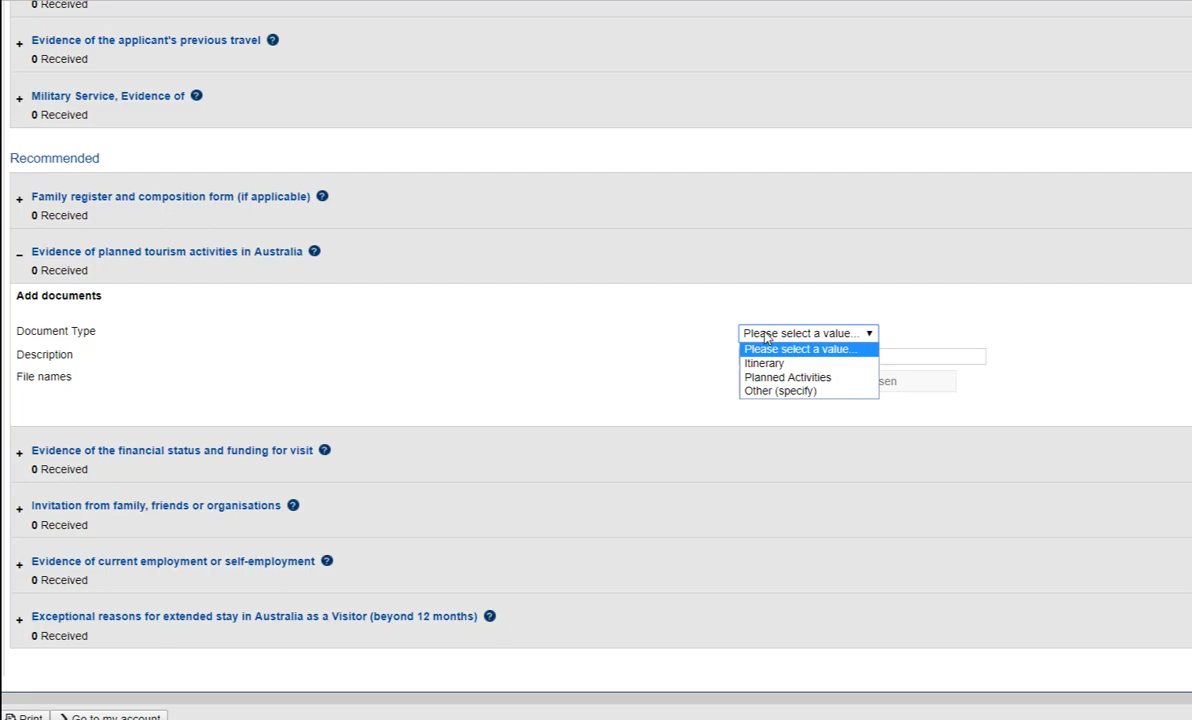 0 Received
+ Evidence of the applicant's previous travel ?
0 Received
+ Military Service, Evidence of ?
0 Received
Recommended
+ Family register and composition form (if applicable) ?
0 Received
− Evidence of planned tourism activities in Australia ?
0 Received
Add documents
Document Type
Please select a value... ▼
Please select a value...
Description
Itinerary
File names
Planned Activities
sen
Other (specify)
+ Evidence of the financial status and funding for visit ?
0 Received
+ Invitation from family, friends or organisations ?
0 Received
+ Evidence of current employment or self-employment ?
0 Received
+ Exceptional reasons for extended stay in Australia as a Visitor (beyond 12 months) ?
0 Received
Print
Go to my account